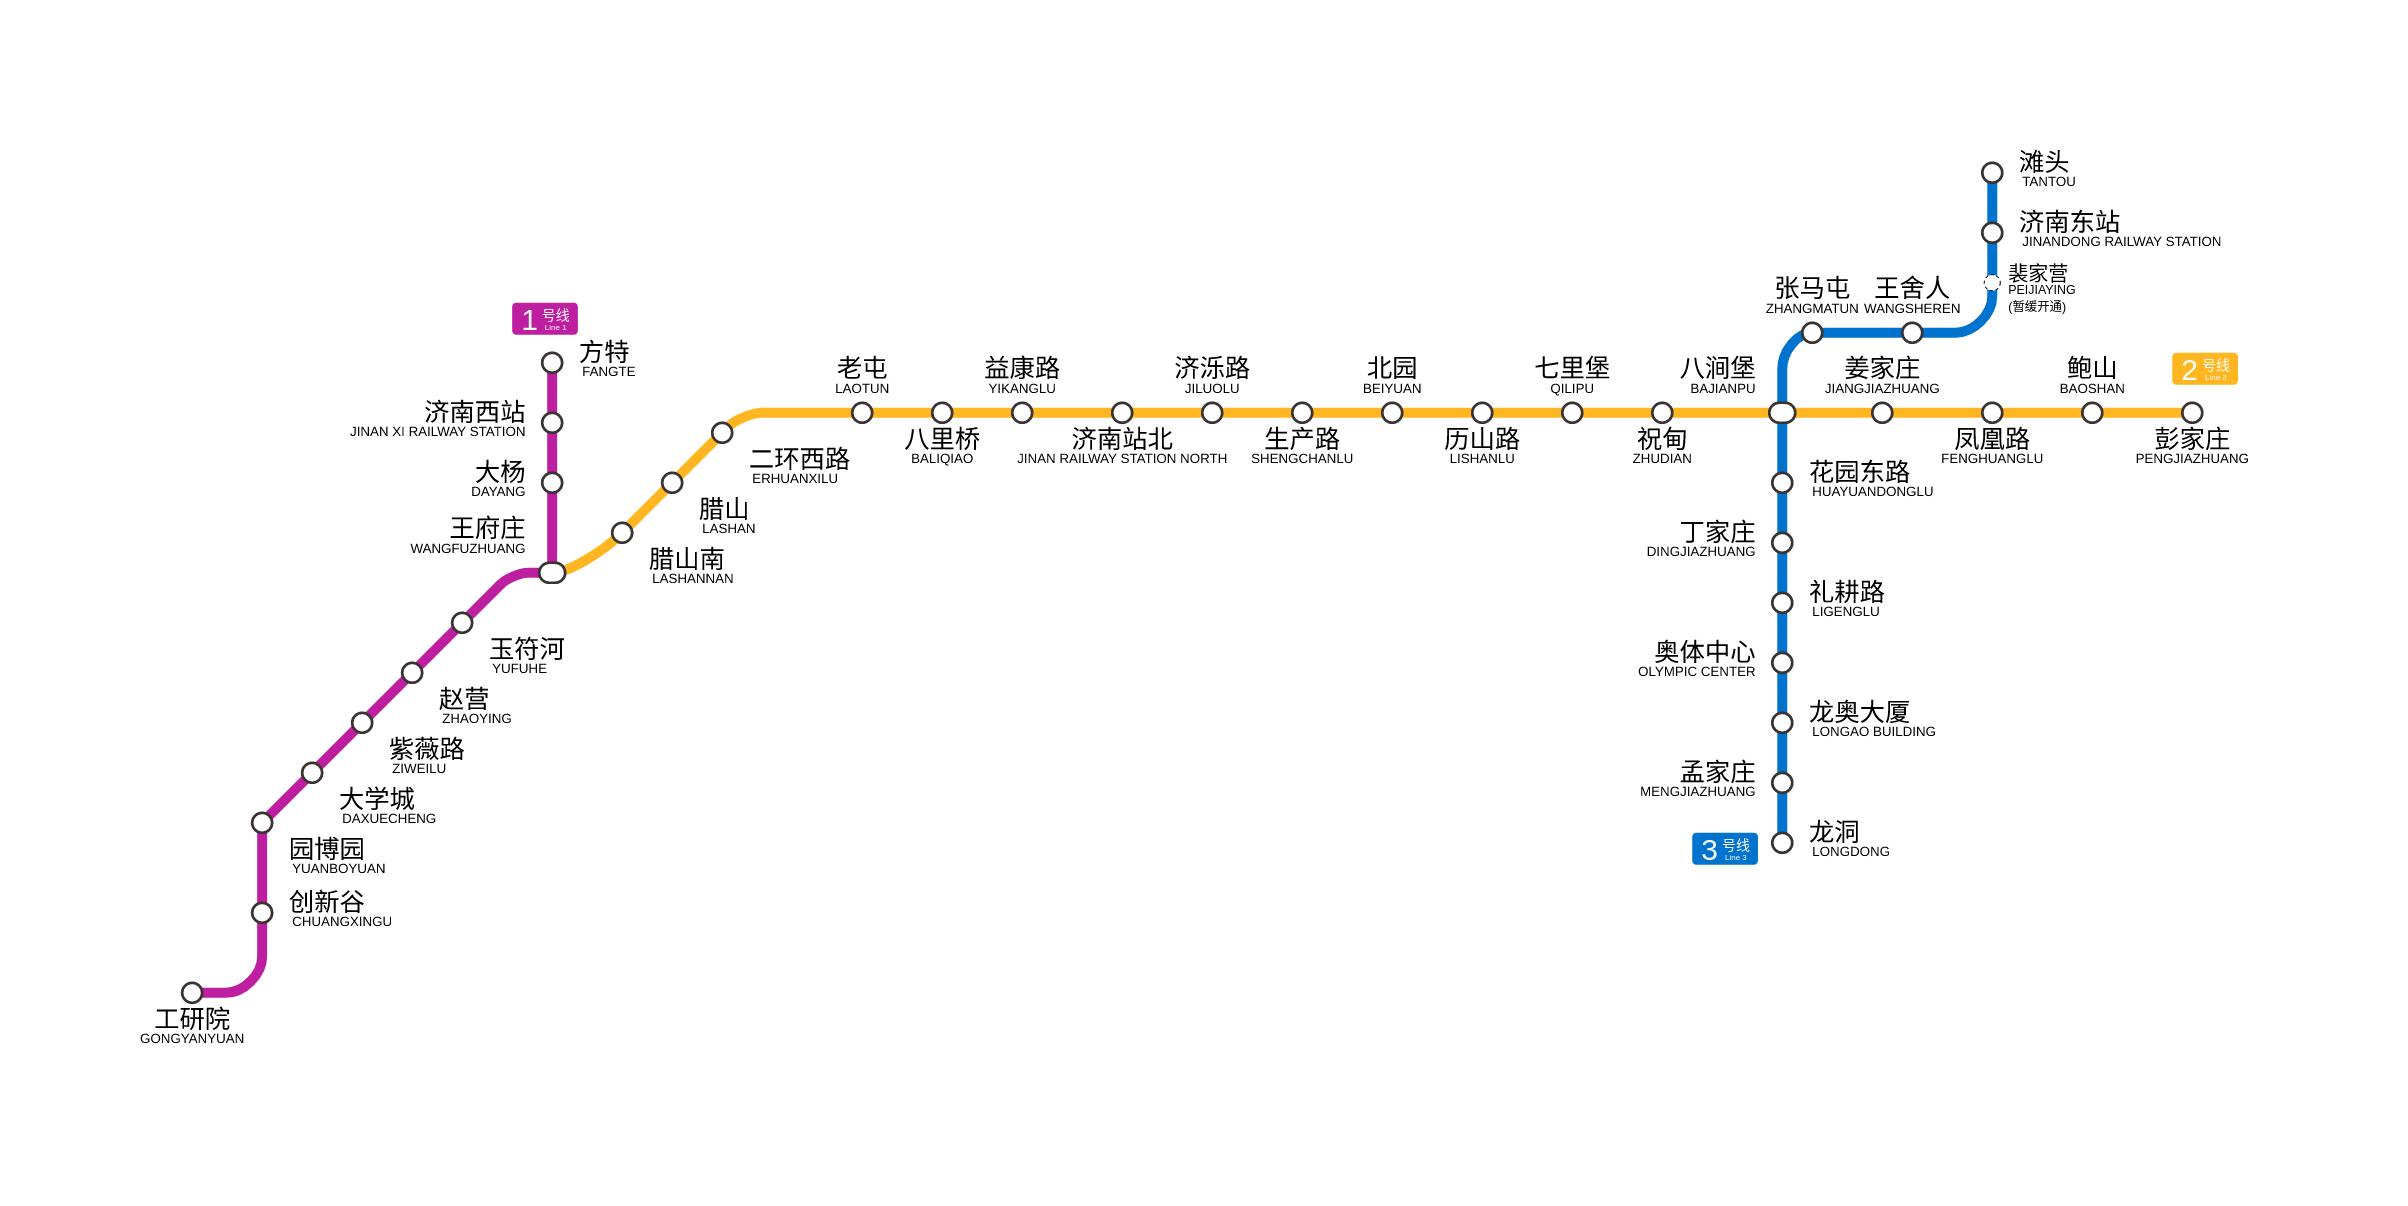 滩头
TANTOU
济南东站
JINANDONG RAILWAY STATION
裴家营
PEIJIAYING
(暂缓开通)
张马屯
ZHANGMATUN
王舍人
WANGSHEREN
1 号线
Line 1
方特
FANGTE
济南西站
JINAN XI RAILWAY STATION
大杨
DAYANG
王府庄
WANGFUZHUANG
老屯
LAOTUN
益康路
YIKANGLU
济泺路
JILUOLU
北园
BEIYUAN
七里堡
QILIPU
八涧堡
BAJIANPU
姜家庄
JIANGJIAZHUANG
鲍山
BAOSHAN
2 号线
Line 2
二环西路
ERHUANXILU
八里桥
BALIQIAO
济南站北
JINAN RAILWAY STATION NORTH
生产路
SHENGCHANLU
历山路
LISHANLU
祝甸
ZHUDIAN
凤凰路
FENGHUANGLU
彭家庄
PENGJIAZHUANG
腊山
LASHAN
腊山南
LASHANNAN
花园东路
HUAYUANDONGLU
丁家庄
DINGJIAZHUANG
礼耕路
LIGENGLU
奥体中心
OLYMPIC CENTER
龙奥大厦
LONGAO BUILDING
孟家庄
MENGJIAZHUANG
龙洞
LONGDONG
3 号线
Line 3
玉符河
YUFUHE
赵营
ZHAOYING
紫薇路
ZIWEILU
大学城
DAXUECHENG
园博园
YUANBOYUAN
创新谷
CHUANGXINGU
工研院
GONGYANYUAN